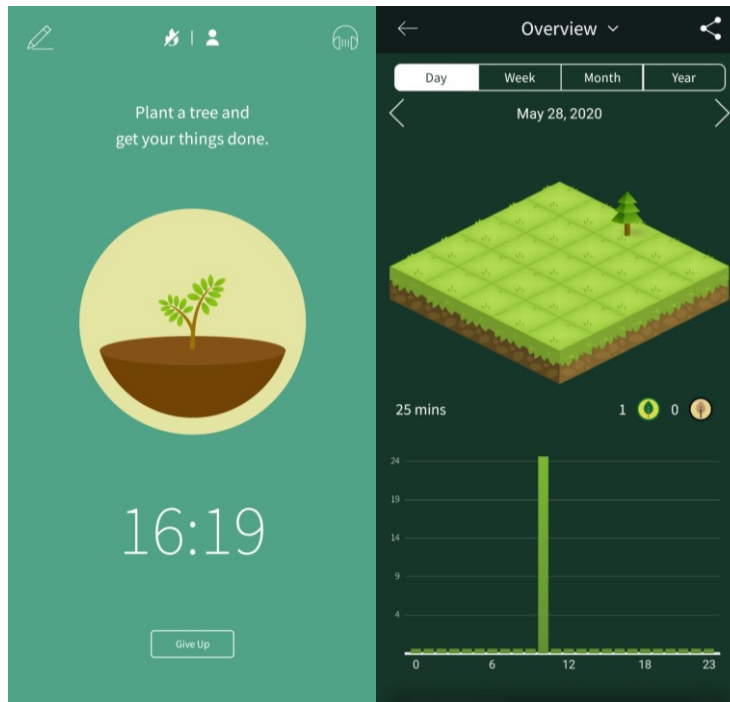 Plant a tree and
get your things done.
16:19
Give Up
Overview
Day Week Month Year
May 28, 2020
25 mins 1 0
24
19
14
9
4
0 6 12 18 23